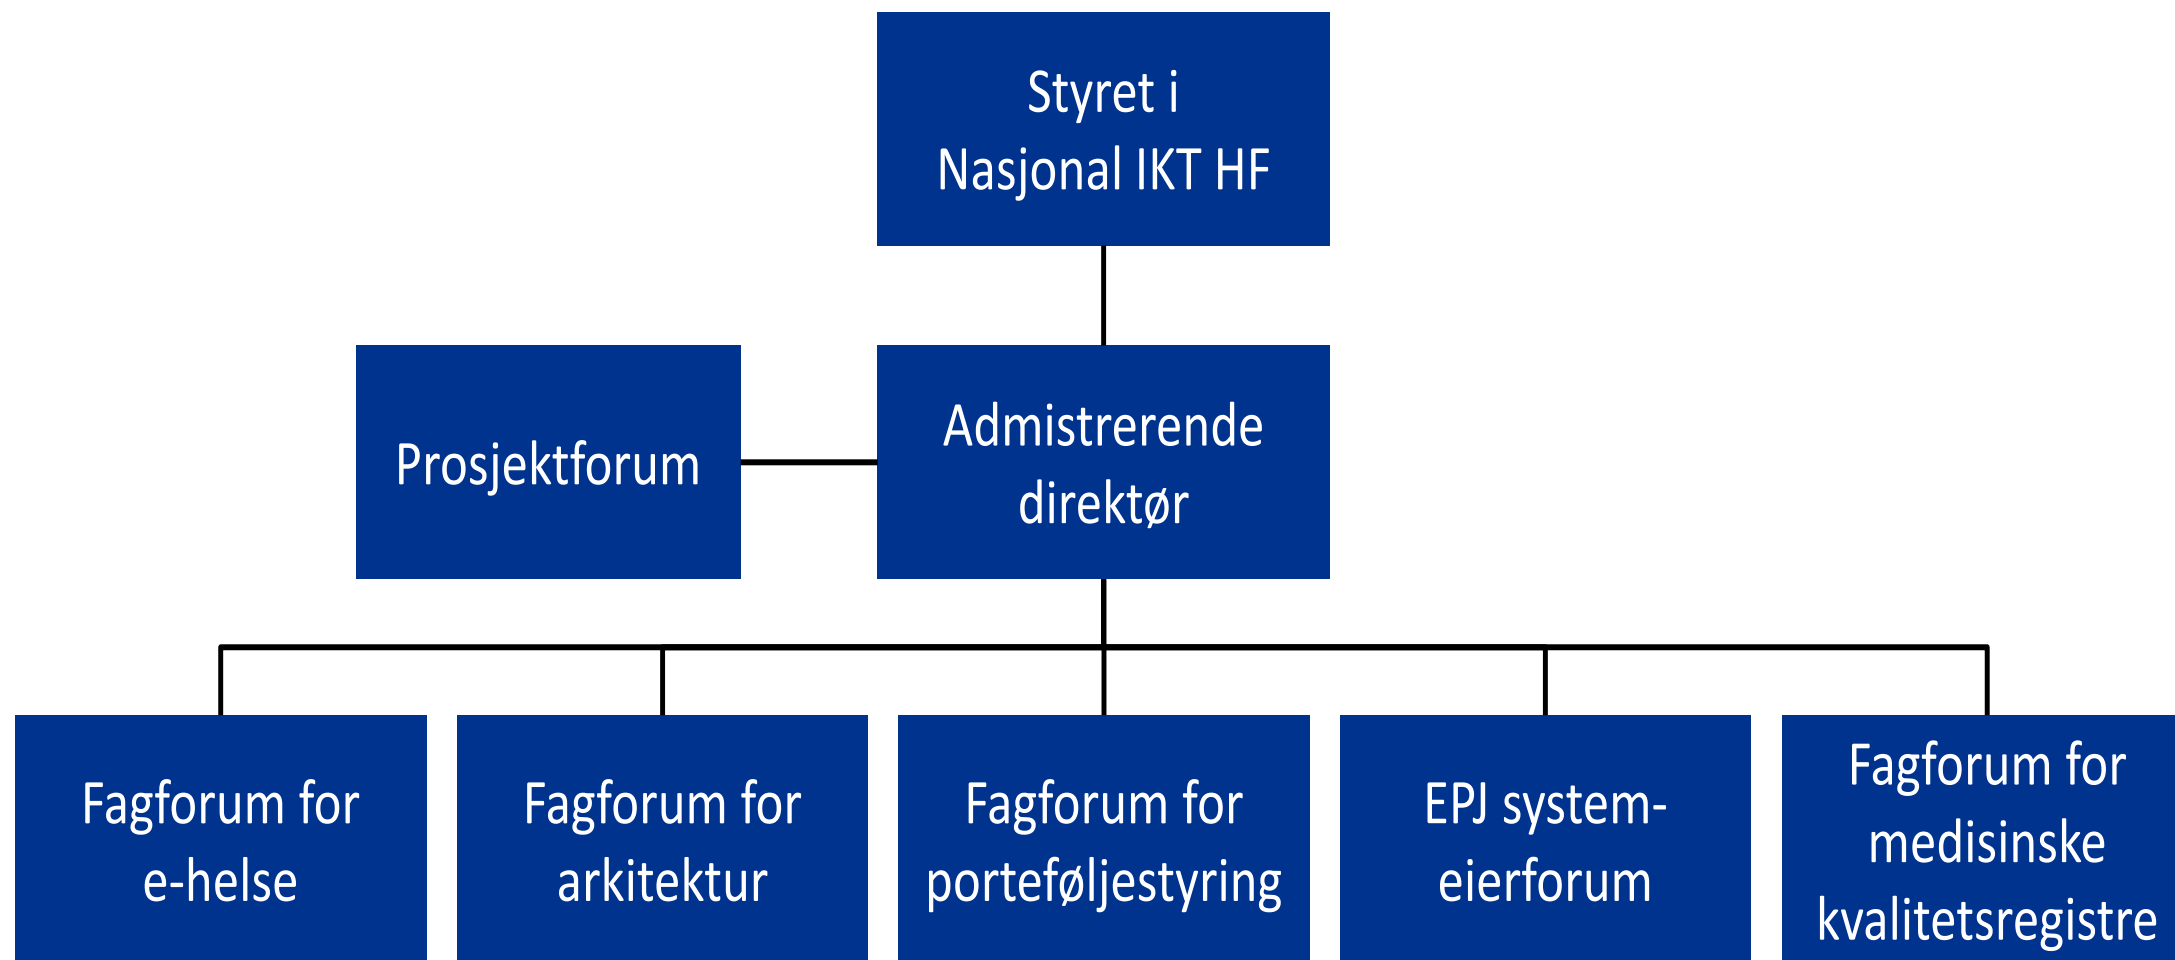 Styret i
Nasjonal IKT HF
Prosjektforum
Admistrerende
direktør
Fagforum for
e-helse
Fagforum for
arkitektur
Fagforum for
porteføljestyring
EPJ system-
eierforum
Fagforum for
medisinske
kvalitetsregistre